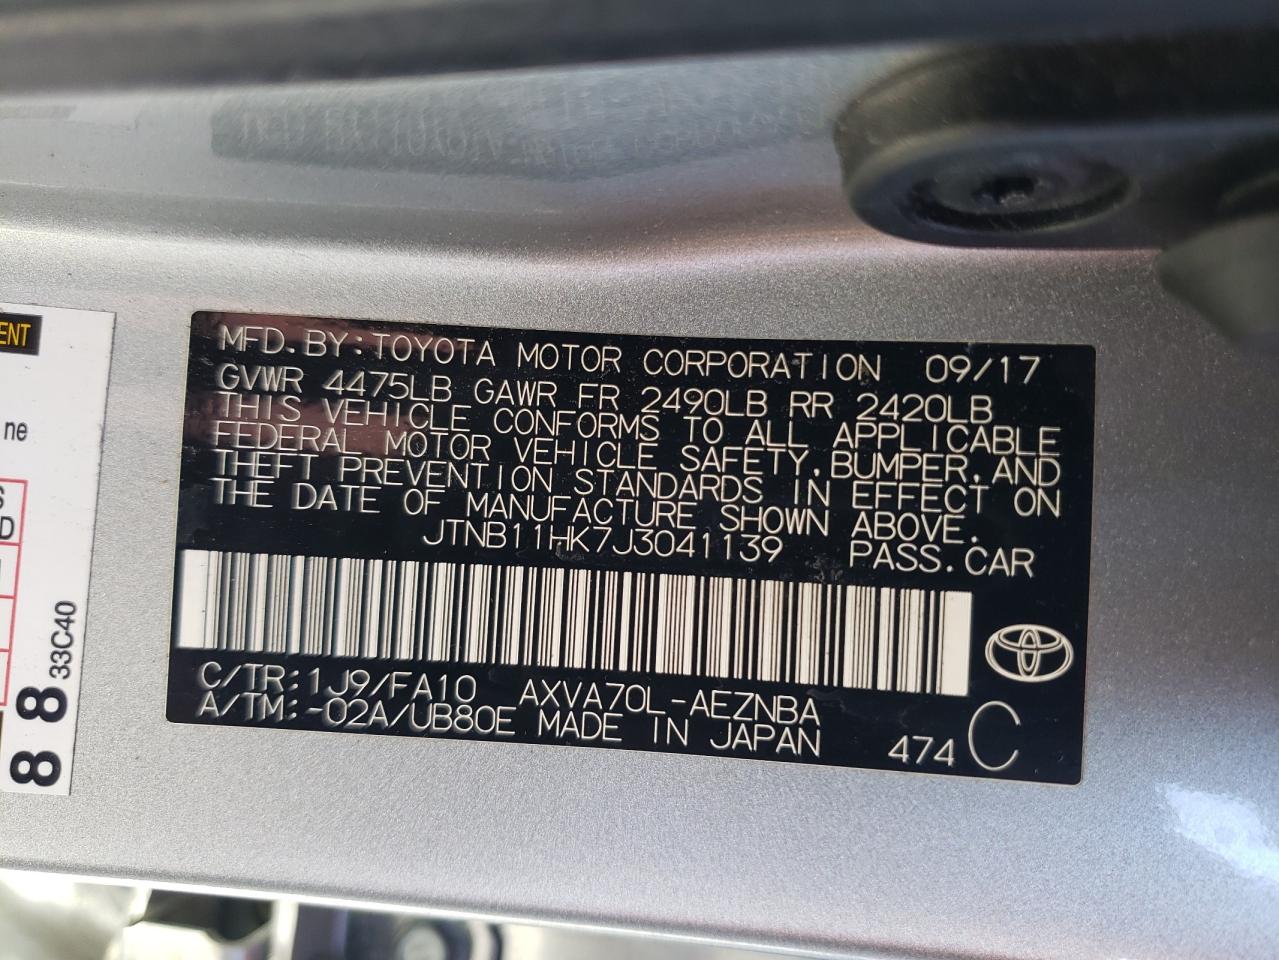 MFD.BY:TOYOTA MOTOR CORPORATION 09/17
GVWR 4475LB GAWR FR 2490LB RR 2420LB
THIS VEHICLE CONFORMS TO ALL APPLICABLE
FEDERAL MOTOR VEHICLE SAFETY,BUMPER,AND
THEFT PREVENTION STANDARDS IN EFFECT ON
THE DATE OF MANUFACTURE SHOWN ABOVE.
JTNB11HK7J3041139 PASS.CAR
C/TR:1J9/FA10 AXVA70L-AEZNBA
A/TM:-02A/UB80E MADE IN JAPAN 474 C
ENT
ne
S
D
33C40
8 8